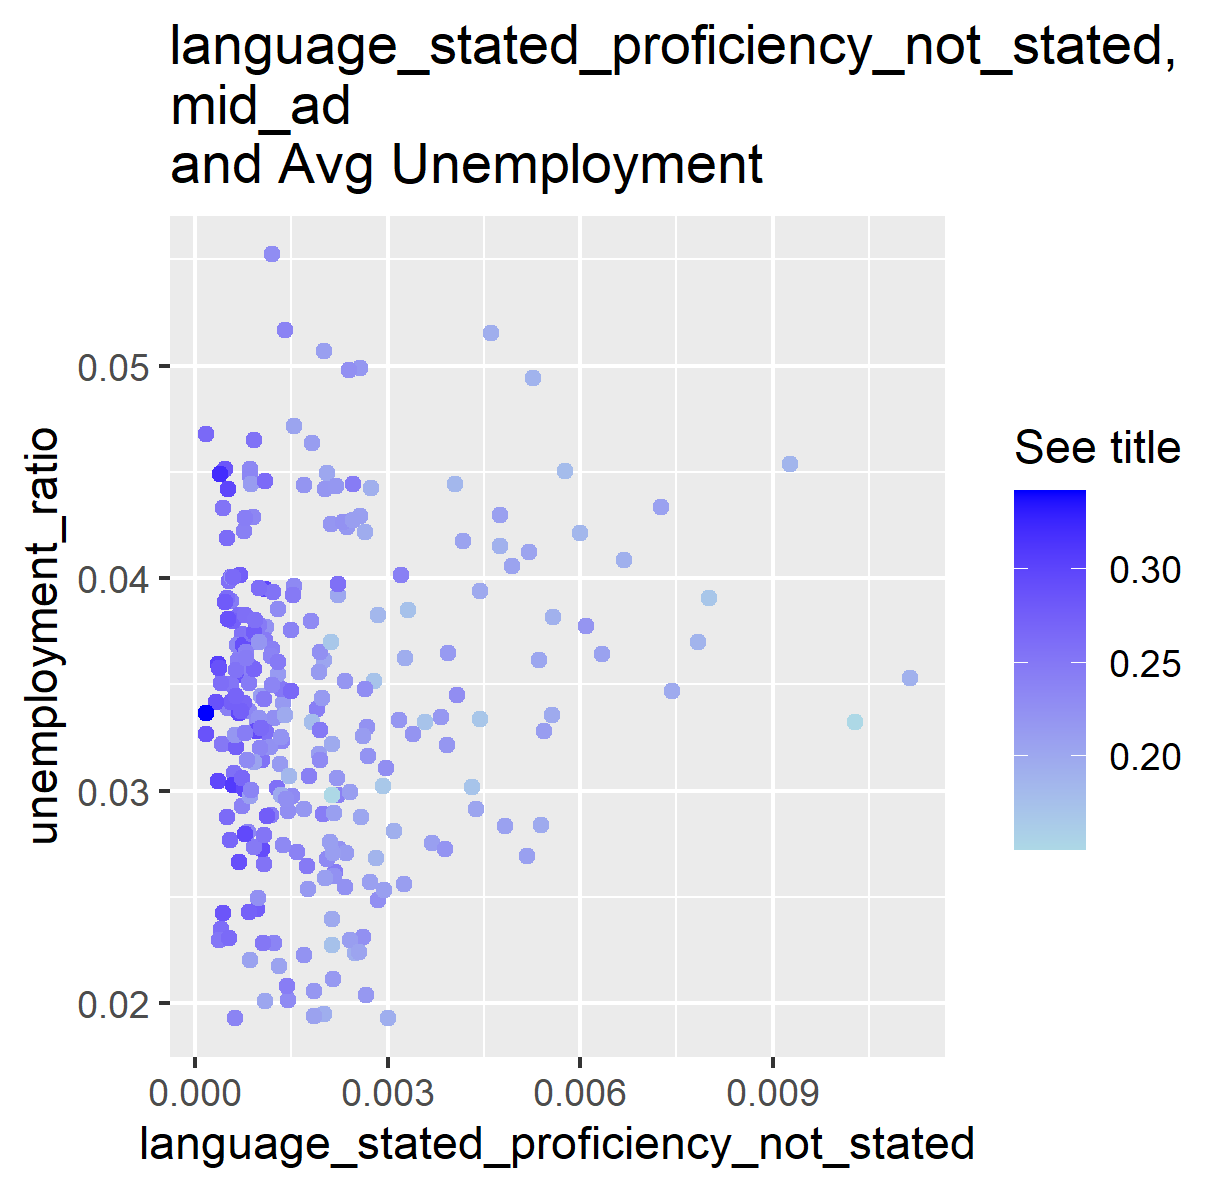 language_stated_proficiency_not_stated,
mid_ad
and Avg Unemployment
unemployment_ratio
0.05
0.04
0.03
0.02
0.000
0.003
0.006
0.009
language_stated_proficiency_not_stated
See title
0.30
0.25
0.20